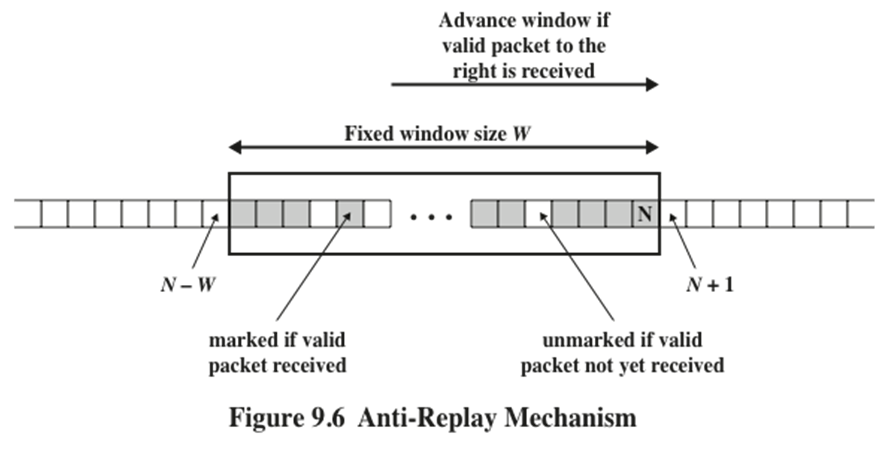 Advance window if
valid packet to the
right is received
Fixed window size W
• • •
N
N – W
N + 1
marked if valid
packet received
unmarked if valid
packet not yet received
Figure 9.6 Anti-Replay Mechanism